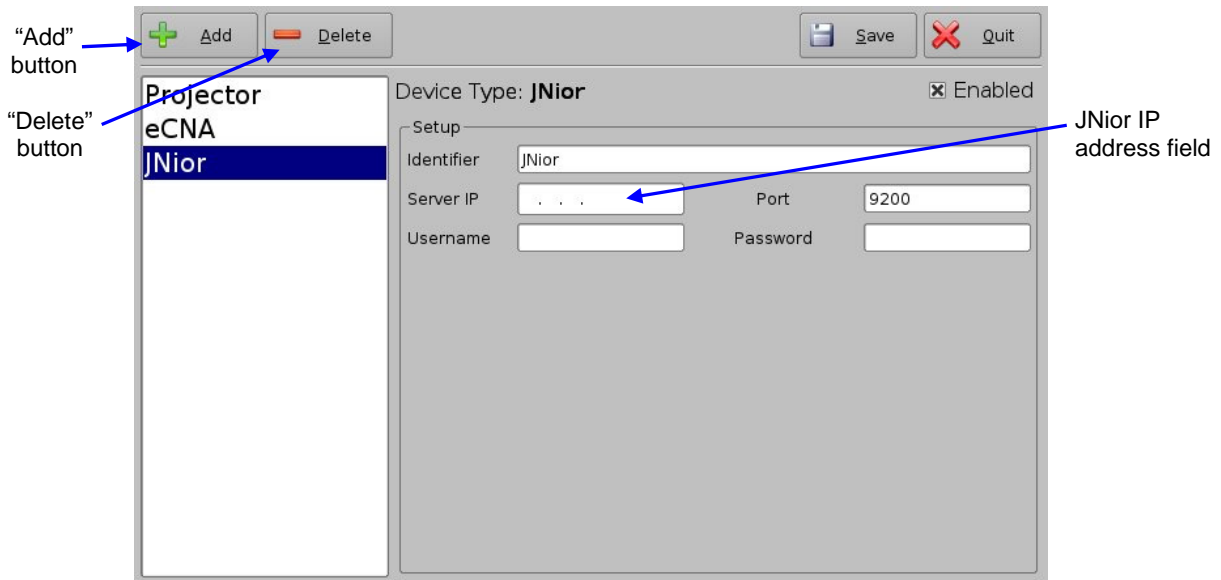 “Add”
button
Add
Delete
Save
Quit
“Delete”
button
Projector
eCNA
JNior
Device Type: JNior
Enabled
Setup
Identifier JNior
Server IP . . . Port 9200
Username Password
JNior IP
address field